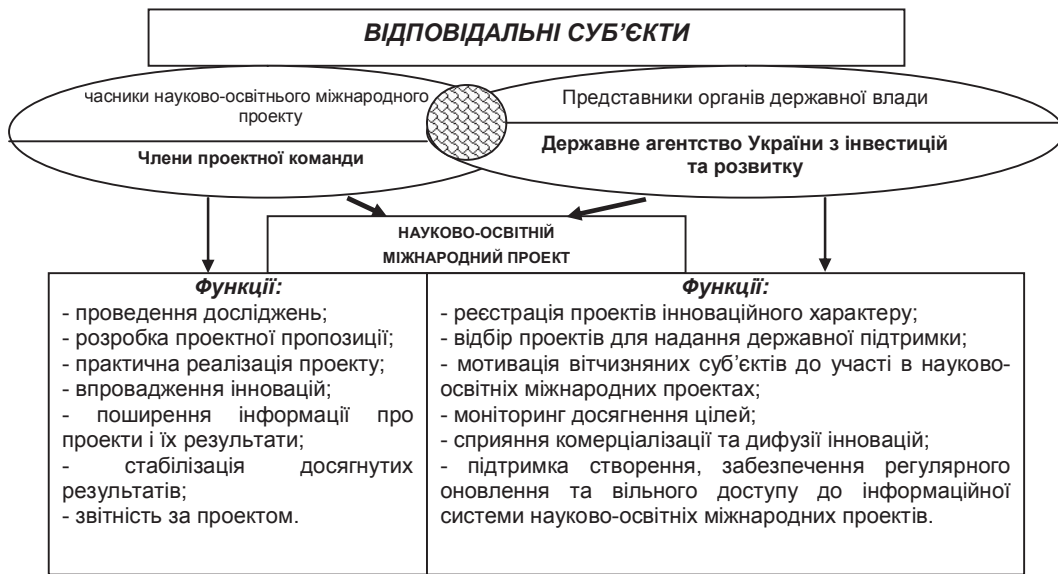 ВІДПОВІДАЛЬНІ СУБ’ЄКТИ
часники науково-освітнього міжнародного
проекту
Члени проектної команди
Представники органів державної влади
Державне агентство України з інвестицій
та розвитку
НАУКОВО-ОСВІТНІЙ
МІЖНАРОДНИЙ ПРОЕКТ
Функції:
- проведення досліджень;
- розробка проектної пропозиції;
- практична реалізація проекту;
- впровадження інновацій;
- поширення інформації про
проекти і їх результати;
- стабілізація досягнутих
результатів;
- звітність за проектом.
Функції:
- реєстрація проектів інноваційного характеру;
- відбір проектів для надання державної підтримки;
- мотивація вітчизняних суб’єктів до участі в науково-
освітніх міжнародних проектах;
- моніторинг досягнення цілей;
- сприяння комерціалізації та дифузії інновацій;
- підтримка створення, забезпечення регулярного
оновлення та вільного доступу до інформаційної
системи науково-освітніх міжнародних проектів.